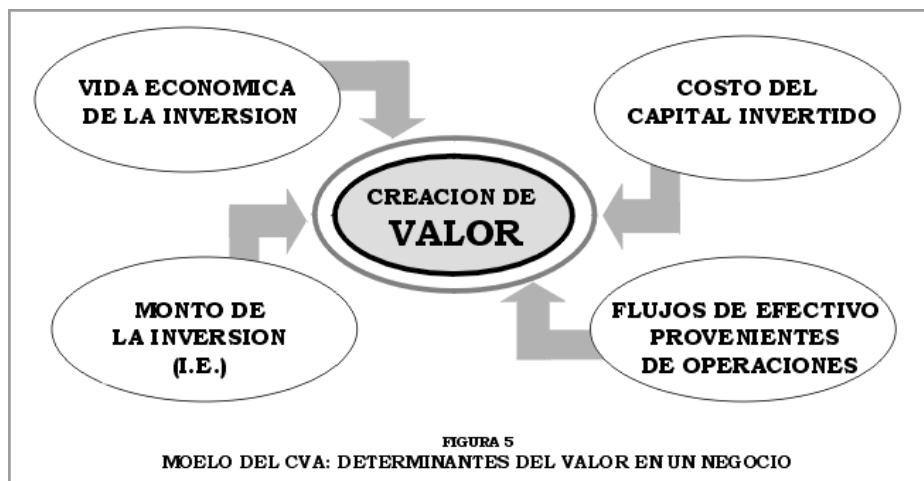 VIDA ECONOMICA
DE LA INVERSION
COSTO DEL
CAPITAL INVERTIDO
CREACION DE
VALOR
MONTO DE
LA INVERSION
(I.E.)
FLUJOS DE EFECTIVO
PROVENIENTES
DE OPERACIONES
FIGURA 5
MOELO DEL CVA: DETERMINANTES DEL VALOR EN UN NEGOCIO